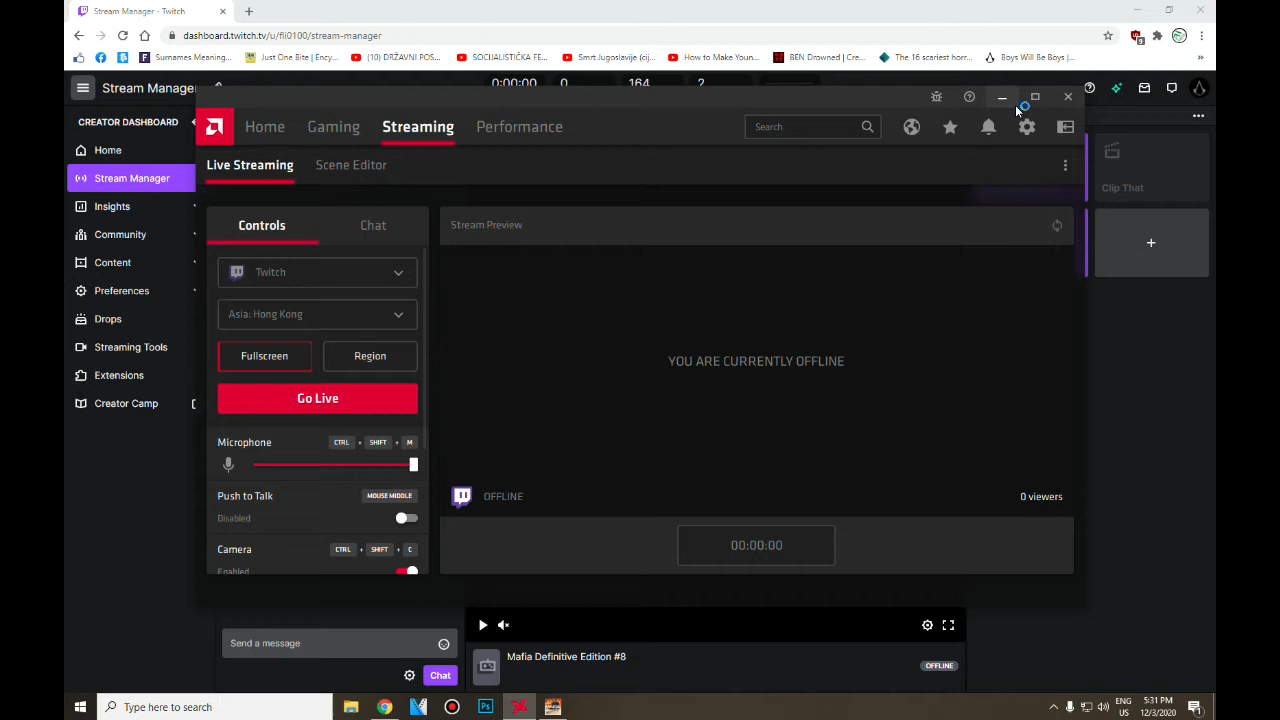 Stream Manager - Twitch
dashboard.twitch.tv/u/fli0100/stream-manager
9
Surnames Meaning...
Just One Bite | Ency...
(10) DRŽAVNI POS...
SOCIJALISTIČKA FE...
Smrt Jugoslavije (cij...
How to Make Youn...
BEN Drowned | Cre...
The 16 scariest horr...
Boys Will Be Boys |...
Stream Manage
0:00:00
0
164
2
CREATOR DASHBOARD
Home
Stream Manager
Insights
Community
Content
Preferences
Drops
Streaming Tools
Extensions
Creator Camp
Home
Gaming
Streaming
Performance
Search
Live Streaming
Scene Editor
Controls
Chat
Stream Preview
Twitch
Asia: Hong Kong
Fullscreen
Region
Go Live
YOU ARE CURRENTLY OFFLINE
Microphone
CTRL + SHIFT + M
Push to Talk
MOUSE MIDDLE
Disabled
Camera
CTRL + SHIFT + C
Enabled
OFFLINE
0 viewers
00:00:00
Clip That
+
Send a message
Chat
Mafia Definitive Edition #8
OFFLINE
Type here to search
Ps
ENG
US
5:31 PM
12/3/2020
1